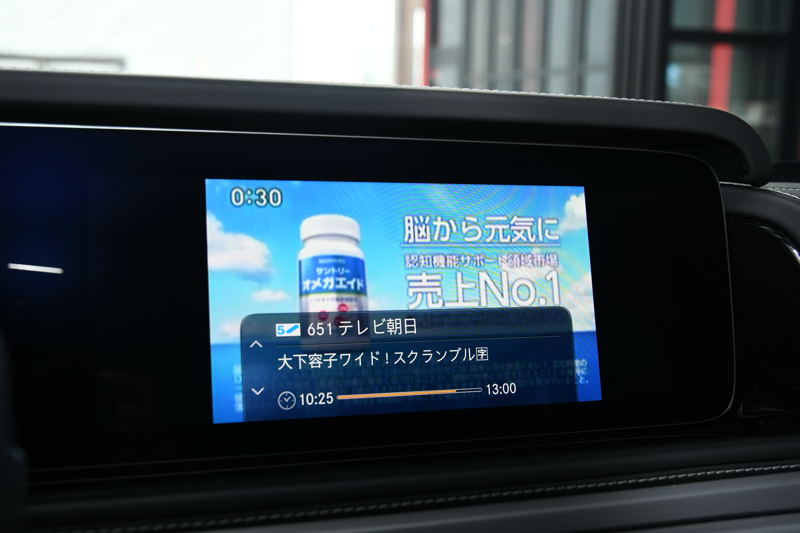 0:30
脳から元気に
認知機能サポート領域市場
売上No.1
サントリー
オメガエイド
5 651 テレビ朝日
大下容子ワイド！スクランブル字
10:25 13:00